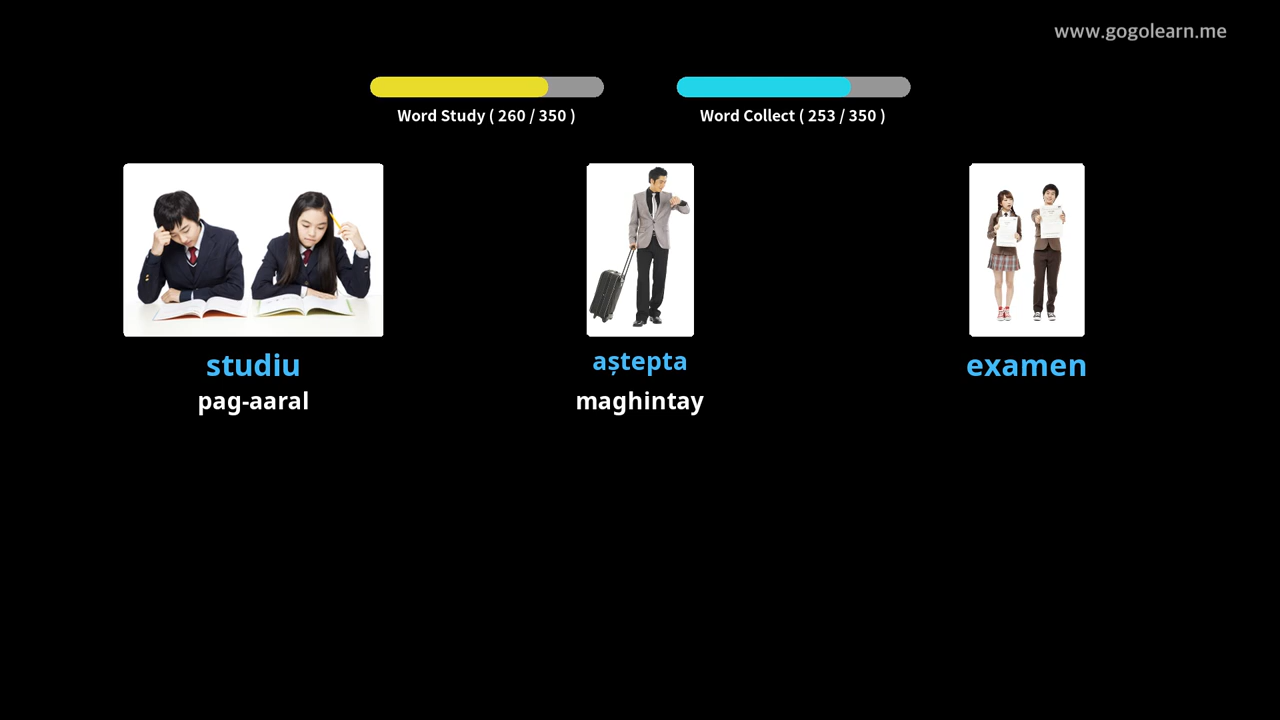 www.gogolearn.me
Word Study ( 260 / 350 )
Word Collect ( 253 / 350 )
studiu
pag-aaral
aștepta
maghintay
examen